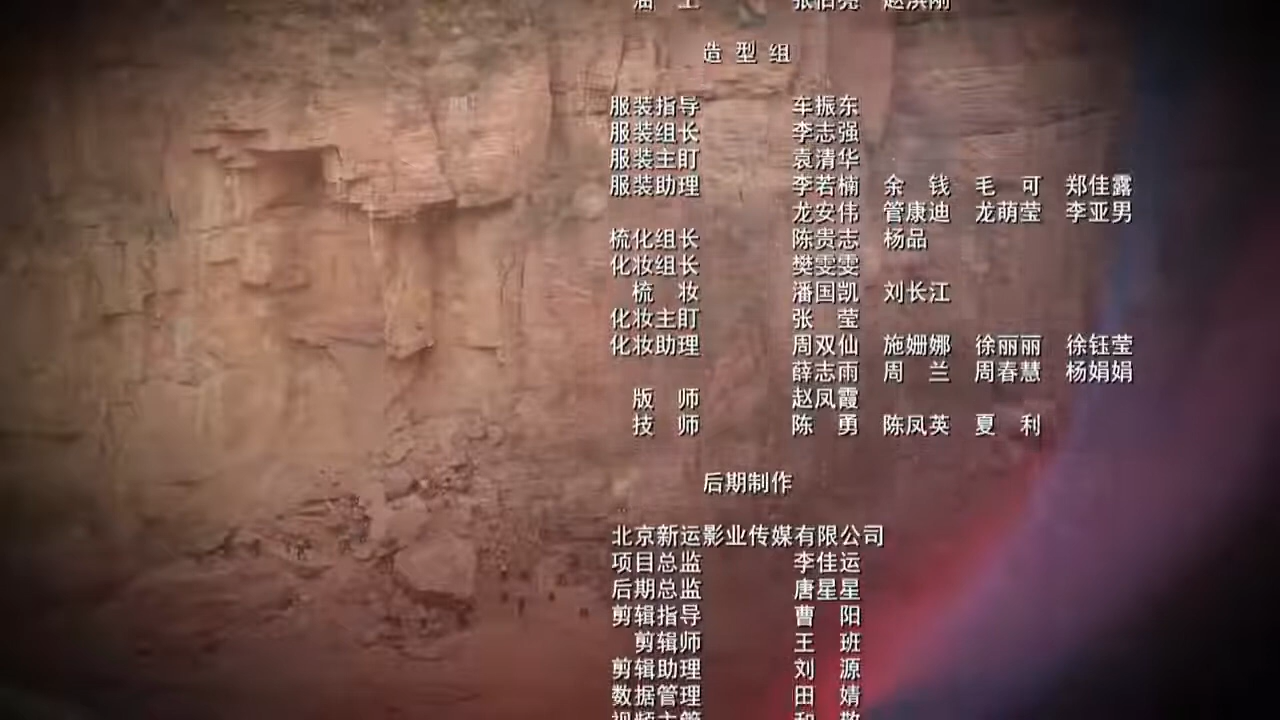 造 型 组
服装指导 车振东
服装组长 李志强
服装主盯 袁清华
服装助理 李若楠 余 钱 毛 可 郑佳露
龙安伟 管康迪 龙萌莹 李亚男
梳化组长 陈贵志 杨品
化妆组长 樊雯雯
梳 妆 潘国凯 刘长江
化妆主盯 张 莹
化妆助理 周双仙 施姗娜 徐丽丽 徐钰莹
薛志雨 周 兰 周春慧 杨娟娟
版 师 赵凤霞
技 师 陈 勇 陈凤英 夏 利
后期制作
北京新运影业传媒有限公司
项目总监 李佳运
后期总监 唐星星
剪辑指导 曹 阳
剪辑师 王 班
剪辑助理 刘 源
数据管理 田 婧